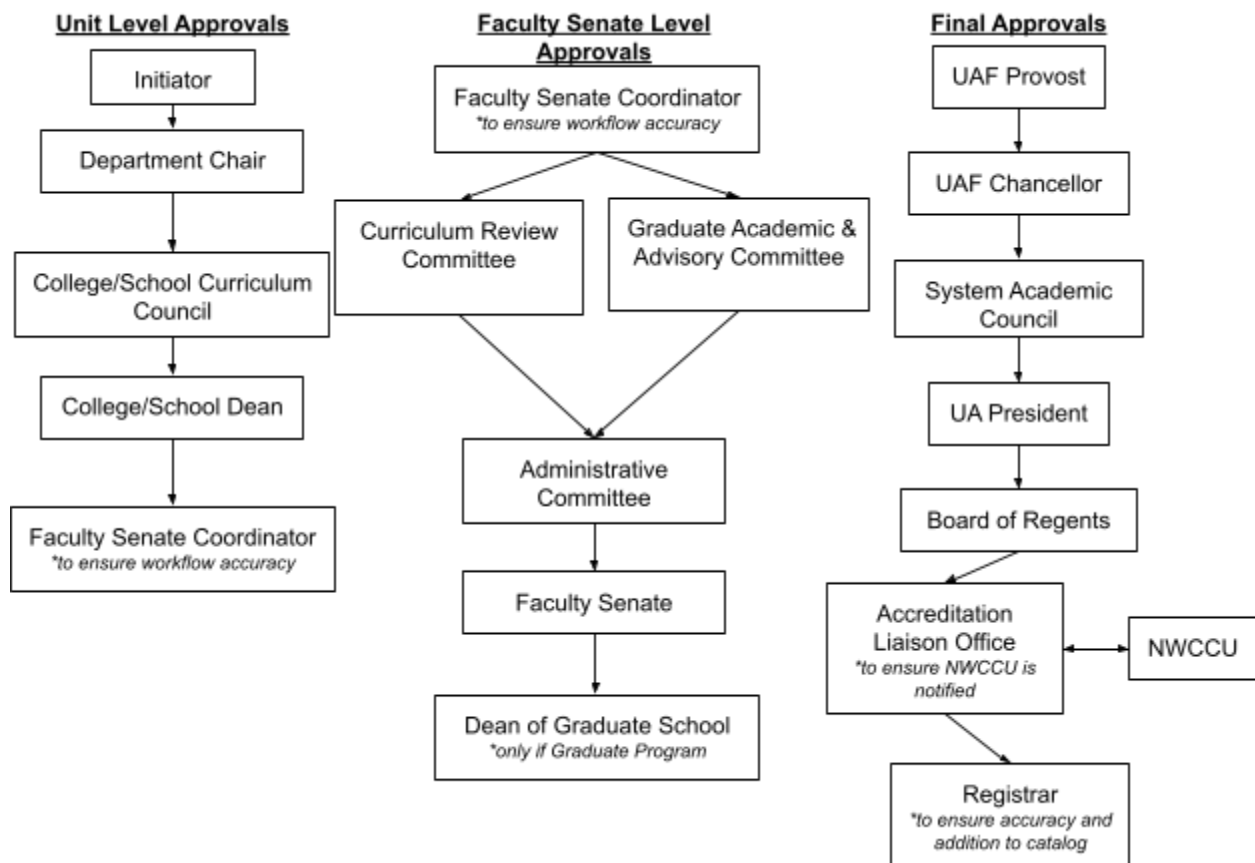 Unit Level Approvals
Initiator
Department Chair
College/School Curriculum
Council
College/School Dean
Faculty Senate Coordinator
*to ensure workflow accuracy
Faculty Senate Level
Approvals
Faculty Senate Coordinator
*to ensure workflow accuracy
Curriculum Review
Committee
Graduate Academic &
Advisory Committee
Administrative
Committee
Faculty Senate
Dean of Graduate School
*only if Graduate Program
Final Approvals
UAF Provost
UAF Chancellor
System Academic
Council
UA President
Board of Regents
Accreditation
Liaison Office
*to ensure NWCCU is
notified
NWCCU
Registrar
*to ensure accuracy and
addition to catalog